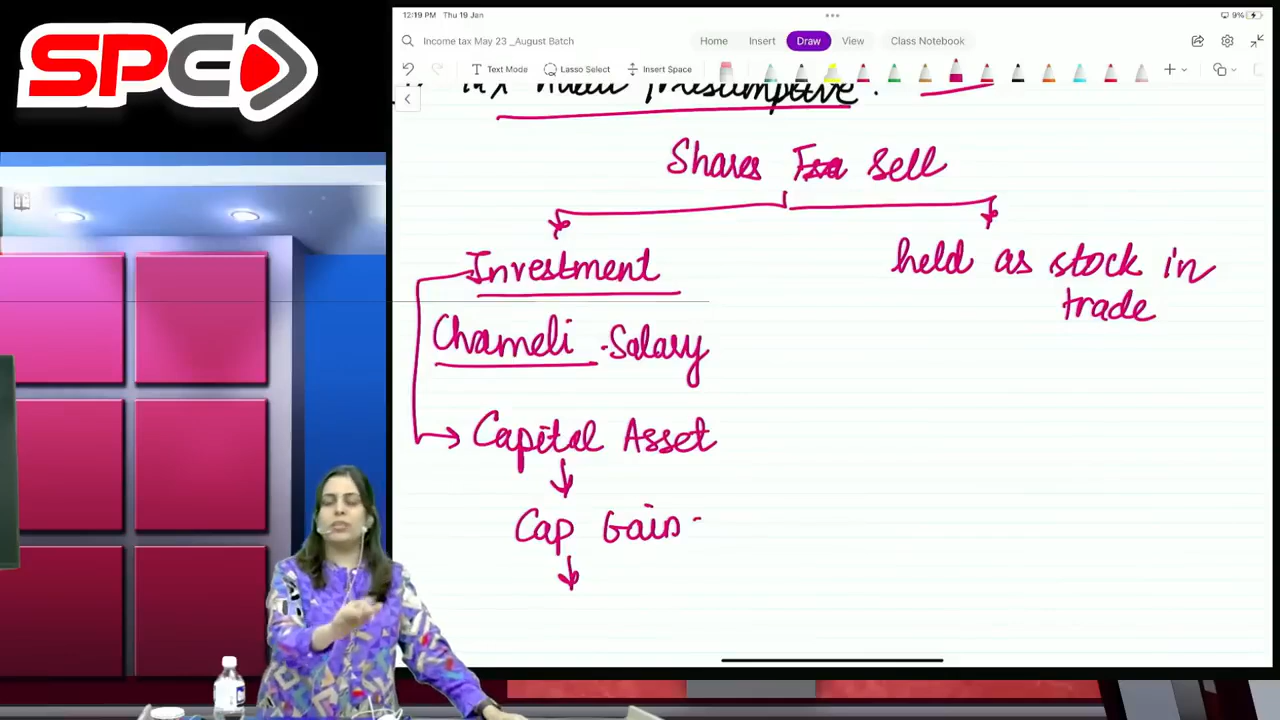 SPE
12:19 PM Thu 19 Jan
9%
Income tax May 23 _August Batch
Home Insert Draw View Class Notebook
Text Mode Lasso Select Insert Space
Presumptive.
Shares sell
Investment
held as stock in
trade
Chameli - Salary
Capital Asset
Cap Gain -